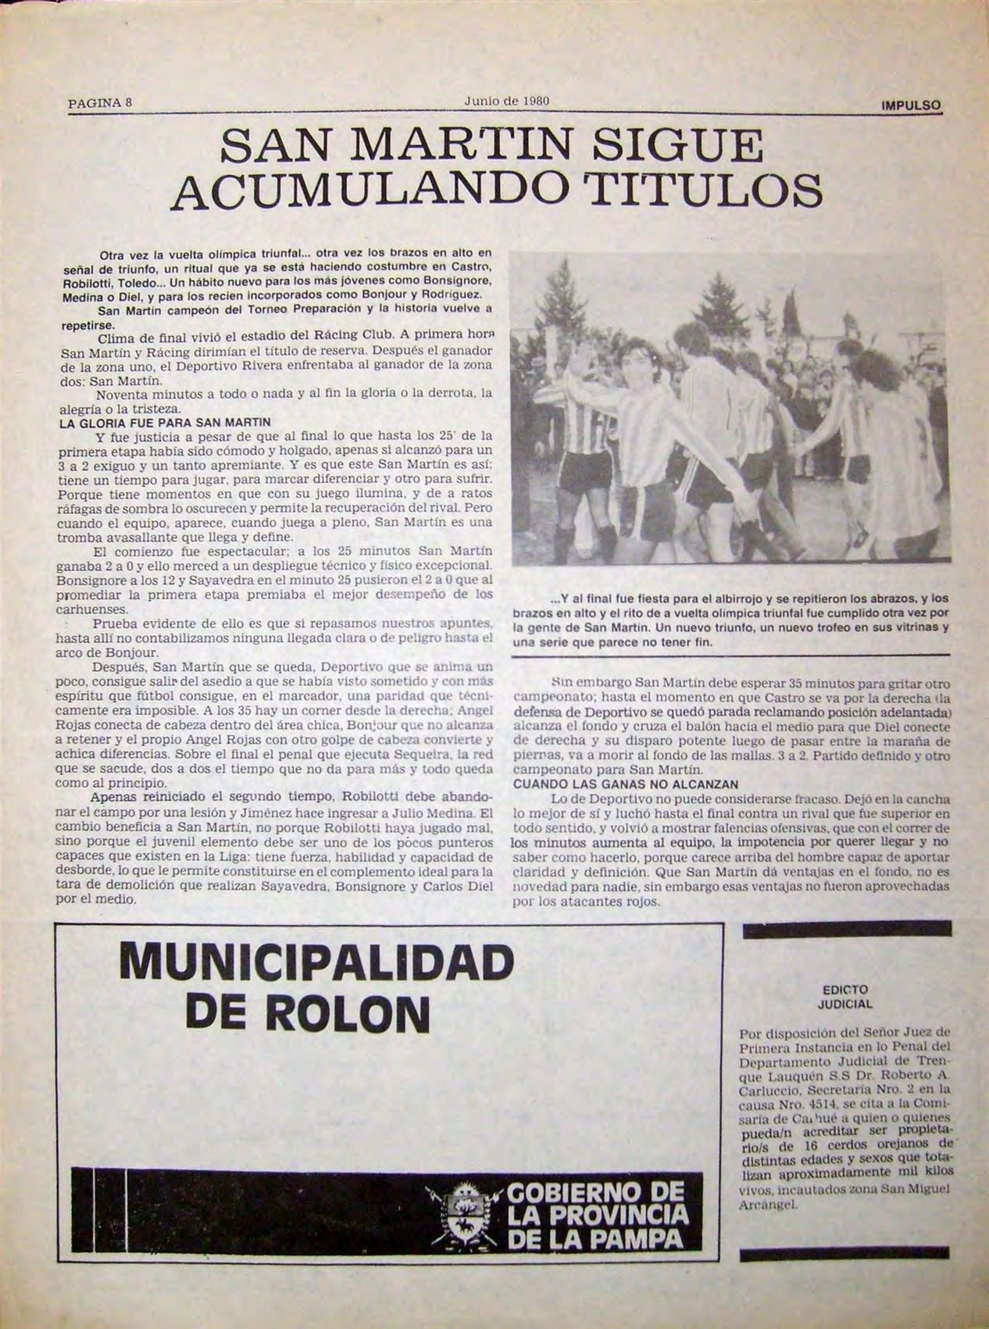 PAGINA 8
Junio de 1980
IMPULSO
SAN MARTIN SIGUE
ACUMULANDO TITULOS
Otra vez la vuelta olímpica triunfal... otra vez los brazos en alto en
señal de triunfo, un ritual que ya se está haciendo costumbre en Castro,
Robilotti, Toledo... Un hábito nuevo para los más jóvenes como Bonsignore,
Medina o Diel, y para los recien incorporados como Bonjour y Rodríguez.
San Martín campeón del Torneo Preparación y la historia vuelve a
repetirse.
Clima de final vivió el estadio del Rácing Club. A primera hora
San Martín y Rácing dirimían el título de reserva. Después el ganador
de la zona uno, el Deportivo Rivera enfrentaba al ganador de la zona
dos: San Martín.
Noventa minutos a todo o nada y al fin la gloria o la derrota, la
alegría o la tristeza.
LA GLORIA FUE PARA SAN MARTIN
Y fue justicia a pesar de que al final lo que hasta los 25' de la
primera etapa había sido cómodo y holgado, apenas si alcanzó para un
3 a 2 exiguo y un tanto apremiante. Y es que este San Martín es así:
tiene un tiempo para jugar, para marcar diferenciar y otro para sufrir.
Porque tiene momentos en que con su juego ilumina, y de a ratos
ráfagas de sombra lo oscurecen y permite la recuperación del rival. Pero
cuando el equipo, aparece, cuando juega a pleno, San Martín es una
tromba avasallante que llega y define.
El comienzo fue espectacular; a los 25 minutos San Martín
ganaba 2 a 0 y ello merced a un despliegue técnico y físico excepcional.
Bonsignore a los 12 y Sayavedra en el minuto 25 pusieron el 2 a 0 que al
promediar la primera etapa premiaba el mejor desempeño de los
carhuenses.
Prueba evidente de ello es que si repasamos nuestros apuntes,
hasta allí no contabilizamos ninguna llegada clara o de peligro hasta el
arco de Bonjour.
Después, San Martín que se queda, Deportivo que se anima un
poco, consigue salir del asedio a que se había visto sometido y con más
espíritu que fútbol consigue, en el marcador, una paridad que técni-
camente era imposible. A los 35 hay un corner desde la derecha; Angel
Rojas conecta de cabeza dentro del área chica, Bonjour que no alcanza
a retener y el propio Angel Rojas con otro golpe de cabeza convierte y
achica diferencias. Sobre el final el penal que ejecuta Sequeira, la red
que se sacude, dos a dos el tiempo que no da para más y todo queda
como al principio.
Apenas reiniciado el segundo tiempo, Robilotti debe abando-
nar el campo por una lesión y Jiménez hace ingresar a Julio Medina. El
cambio beneficia a San Martín, no porque Robilotti haya jugado mal,
sino porque el juvenil elemento debe ser uno de los pocos punteros
capaces que existen en la Liga: tiene fuerza, habilidad y capacidad de
desborde, lo que le permite constituirse en el complemento ideal para la
tara de demolición que realizan Sayavedra, Bonsignore y Carlos Diel
por el medio.
...Y al final fue fiesta para el albirrojo y se repitieron los abrazos, y los
brazos en alto y el rito de a vuelta olímpica triunfal fue cumplido otra vez por
la gente de San Martín. Un nuevo triunfo, un nuevo trofeo en sus vitrinas y
una serie que parece no tener fin.
Sin embargo San Martín debe esperar 35 minutos para gritar otro
campeonato; hasta el momento en que Castro se va por la derecha (la
defensa de Deportivo se quedó parada reclamando posición adelantada)
alcanza el fondo y cruza el balón hacia el medio para que Diel conecte
de derecha y su disparo potente luego de pasar entre la maraña de
piernas, va a morir al fondo de las mallas. 3 a 2. Partido definido y otro
campeonato para San Martín.
CUANDO LAS GANAS NO ALCANZAN
Lo de Deportivo no puede considerarse fracaso. Dejó en la cancha
lo mejor de sí y luchó hasta el final contra un rival que fue superior en
todo sentido, y volvió a mostrar falencias ofensivas, que con el correr de
los minutos aumenta al equipo, la impotencia por querer llegar y no
saber como hacerlo, porque carece arriba del hombre capaz de aportar
claridad y definición. Que San Martín dá ventajas en el fondo, no es
novedad para nadie, sin embargo esas ventajas no fueron aprovechadas
por los atacantes rojos.
MUNICIPALIDAD
DE ROLON
GOBIERNO DE
LA PROVINCIA
DE LA PAMPA
EDICTO
JUDICIAL
Por disposición del Señor Juez de
Primera Instancia en lo Penal del
Departamento Judicial de Tren-
que Lauquén S.S Dr. Roberto A.
Carluccio, Secretaría Nro. 2 en la
causa Nro. 4514, se cita a la Comi-
saría de Carhué a quien o quienes
pueda/n acreditar ser propieta-
rio/s de 16 cerdos orejanos de
distintas edades y sexos que tota-
lizan aproximadamente mil kilos
vivos, incautados zona San Miguel
Arcángel.